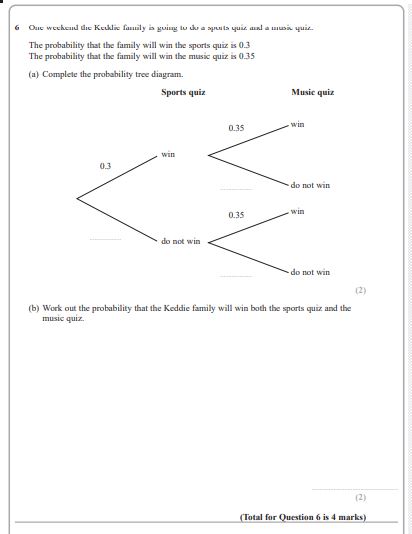 6 One weekend the Keddie family is going to do a sports quiz and a music quiz.
The probability that the family will win the sports quiz is 0.3
The probability that the family will win the music quiz is 0.35
(a) Complete the probability tree diagram.
Sports quiz Music quiz
0.35 win
0.3 win
do not win
0.35 win
do not win
do not win
(2)
(b) Work out the probability that the Keddie family will win both the sports quiz and the
music quiz.
(2)
(Total for Question 6 is 4 marks)